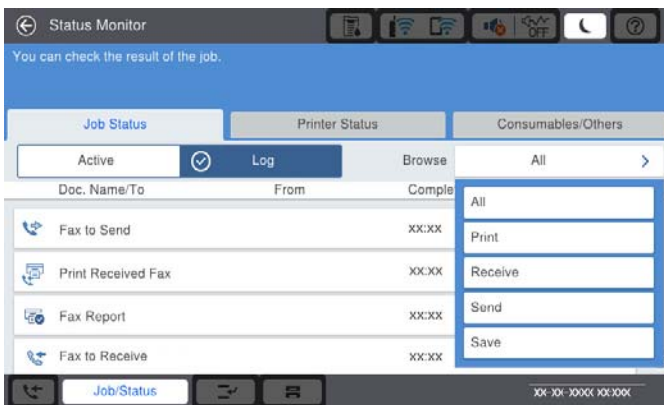 Status Monitor
OFF
You can check the result of the job.
Job Status Printer Status Consumables/Others
Active Log Browse All
Doc. Name/To From Comple
All
Fax to Send xx:xx
Print
Print Received Fax xx:xx
Receive
Fax Report xx:xx
Send
Save
Fax to Receive xx:xx
Job/Status
XX-XX-XXXX XX:XXX